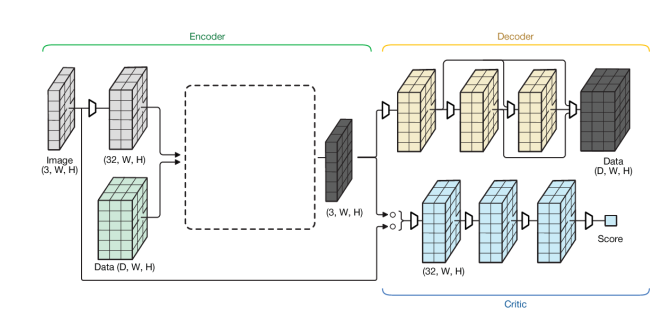 Encoder
Decoder
Image
(3, W, H)
(32, W, H)
Data (D, W, H)
(3, W, H)
Data
(D, W, H)
(32, W, H)
Score
Critic